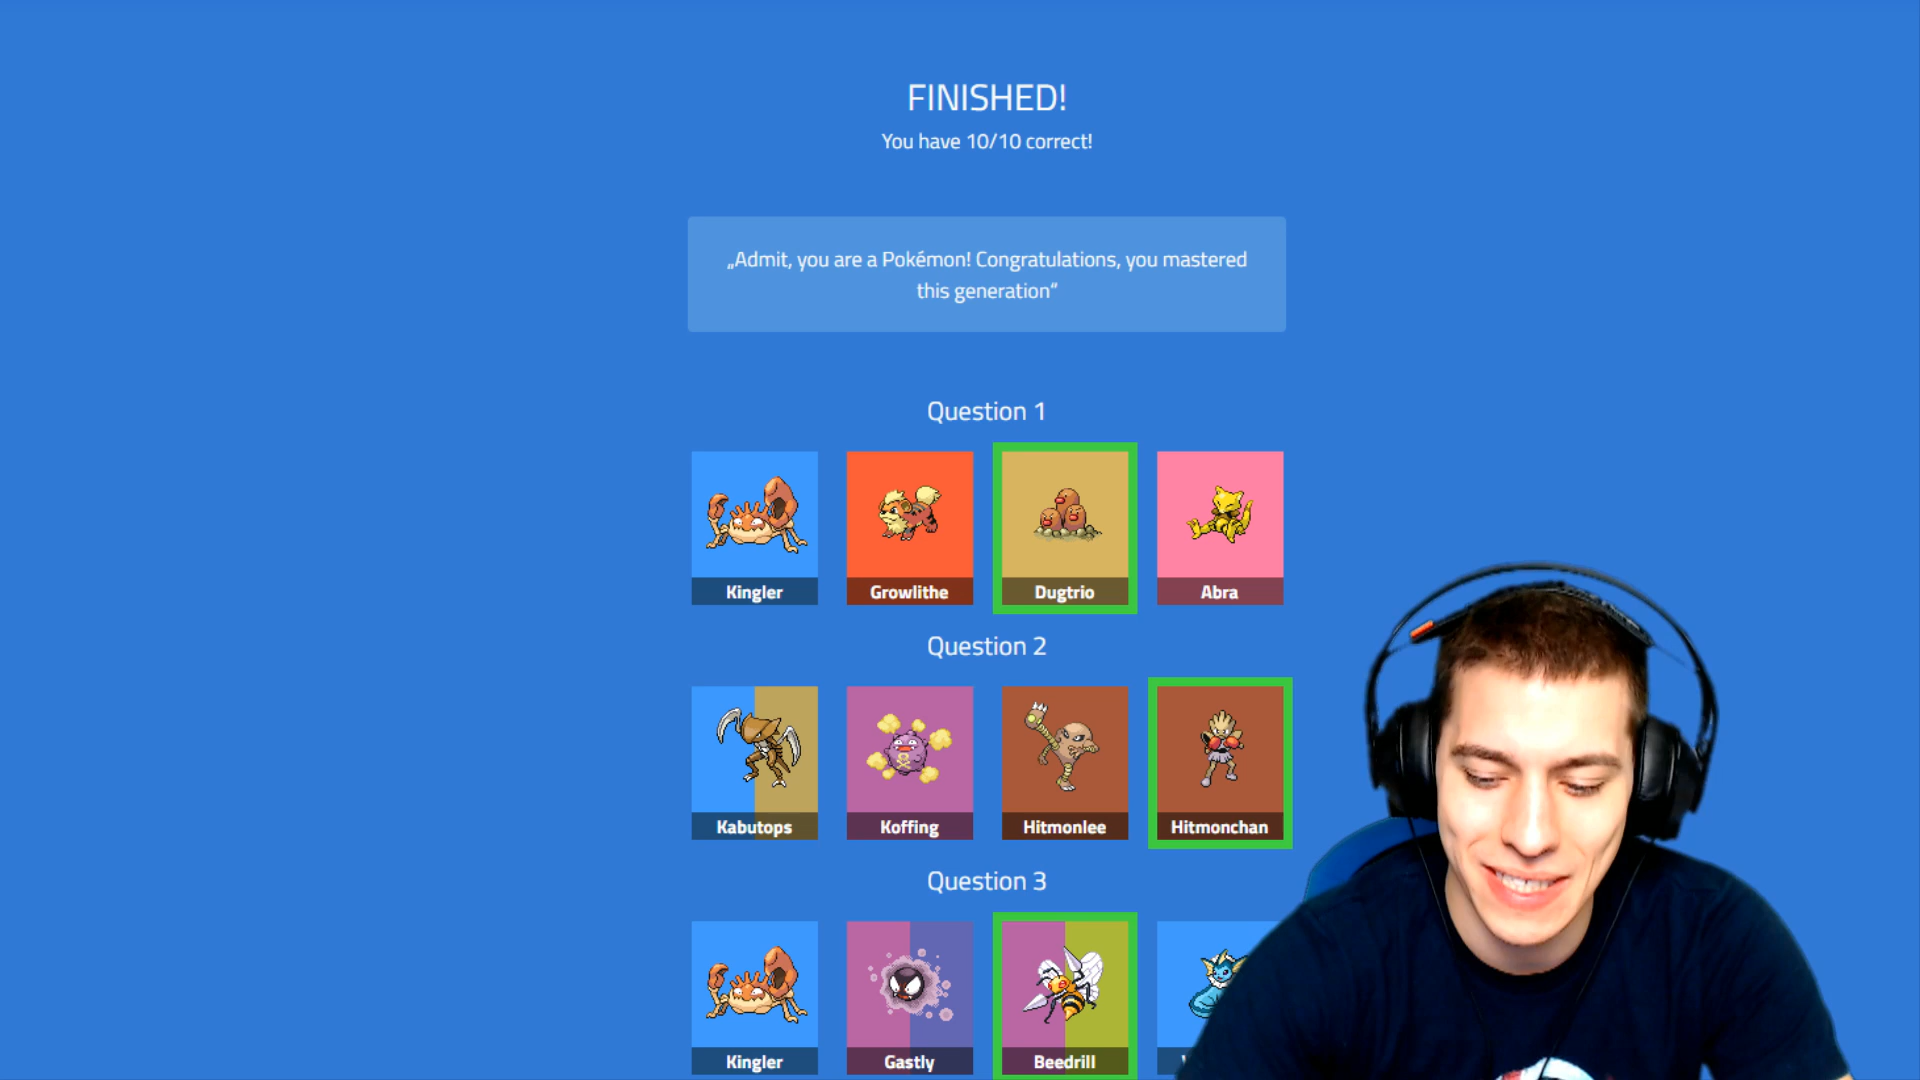 FINISHED!
You have 10/10 correct!
„Admit, you are a Pokémon! Congratulations, you mastered
this generation“
Question 1
Kingler
Growlithe
Dugtrio
Abra
Question 2
Kabutops
Koffing
Hitmonlee
Hitmonchan
Question 3
Kingler
Gastly
Beedrill